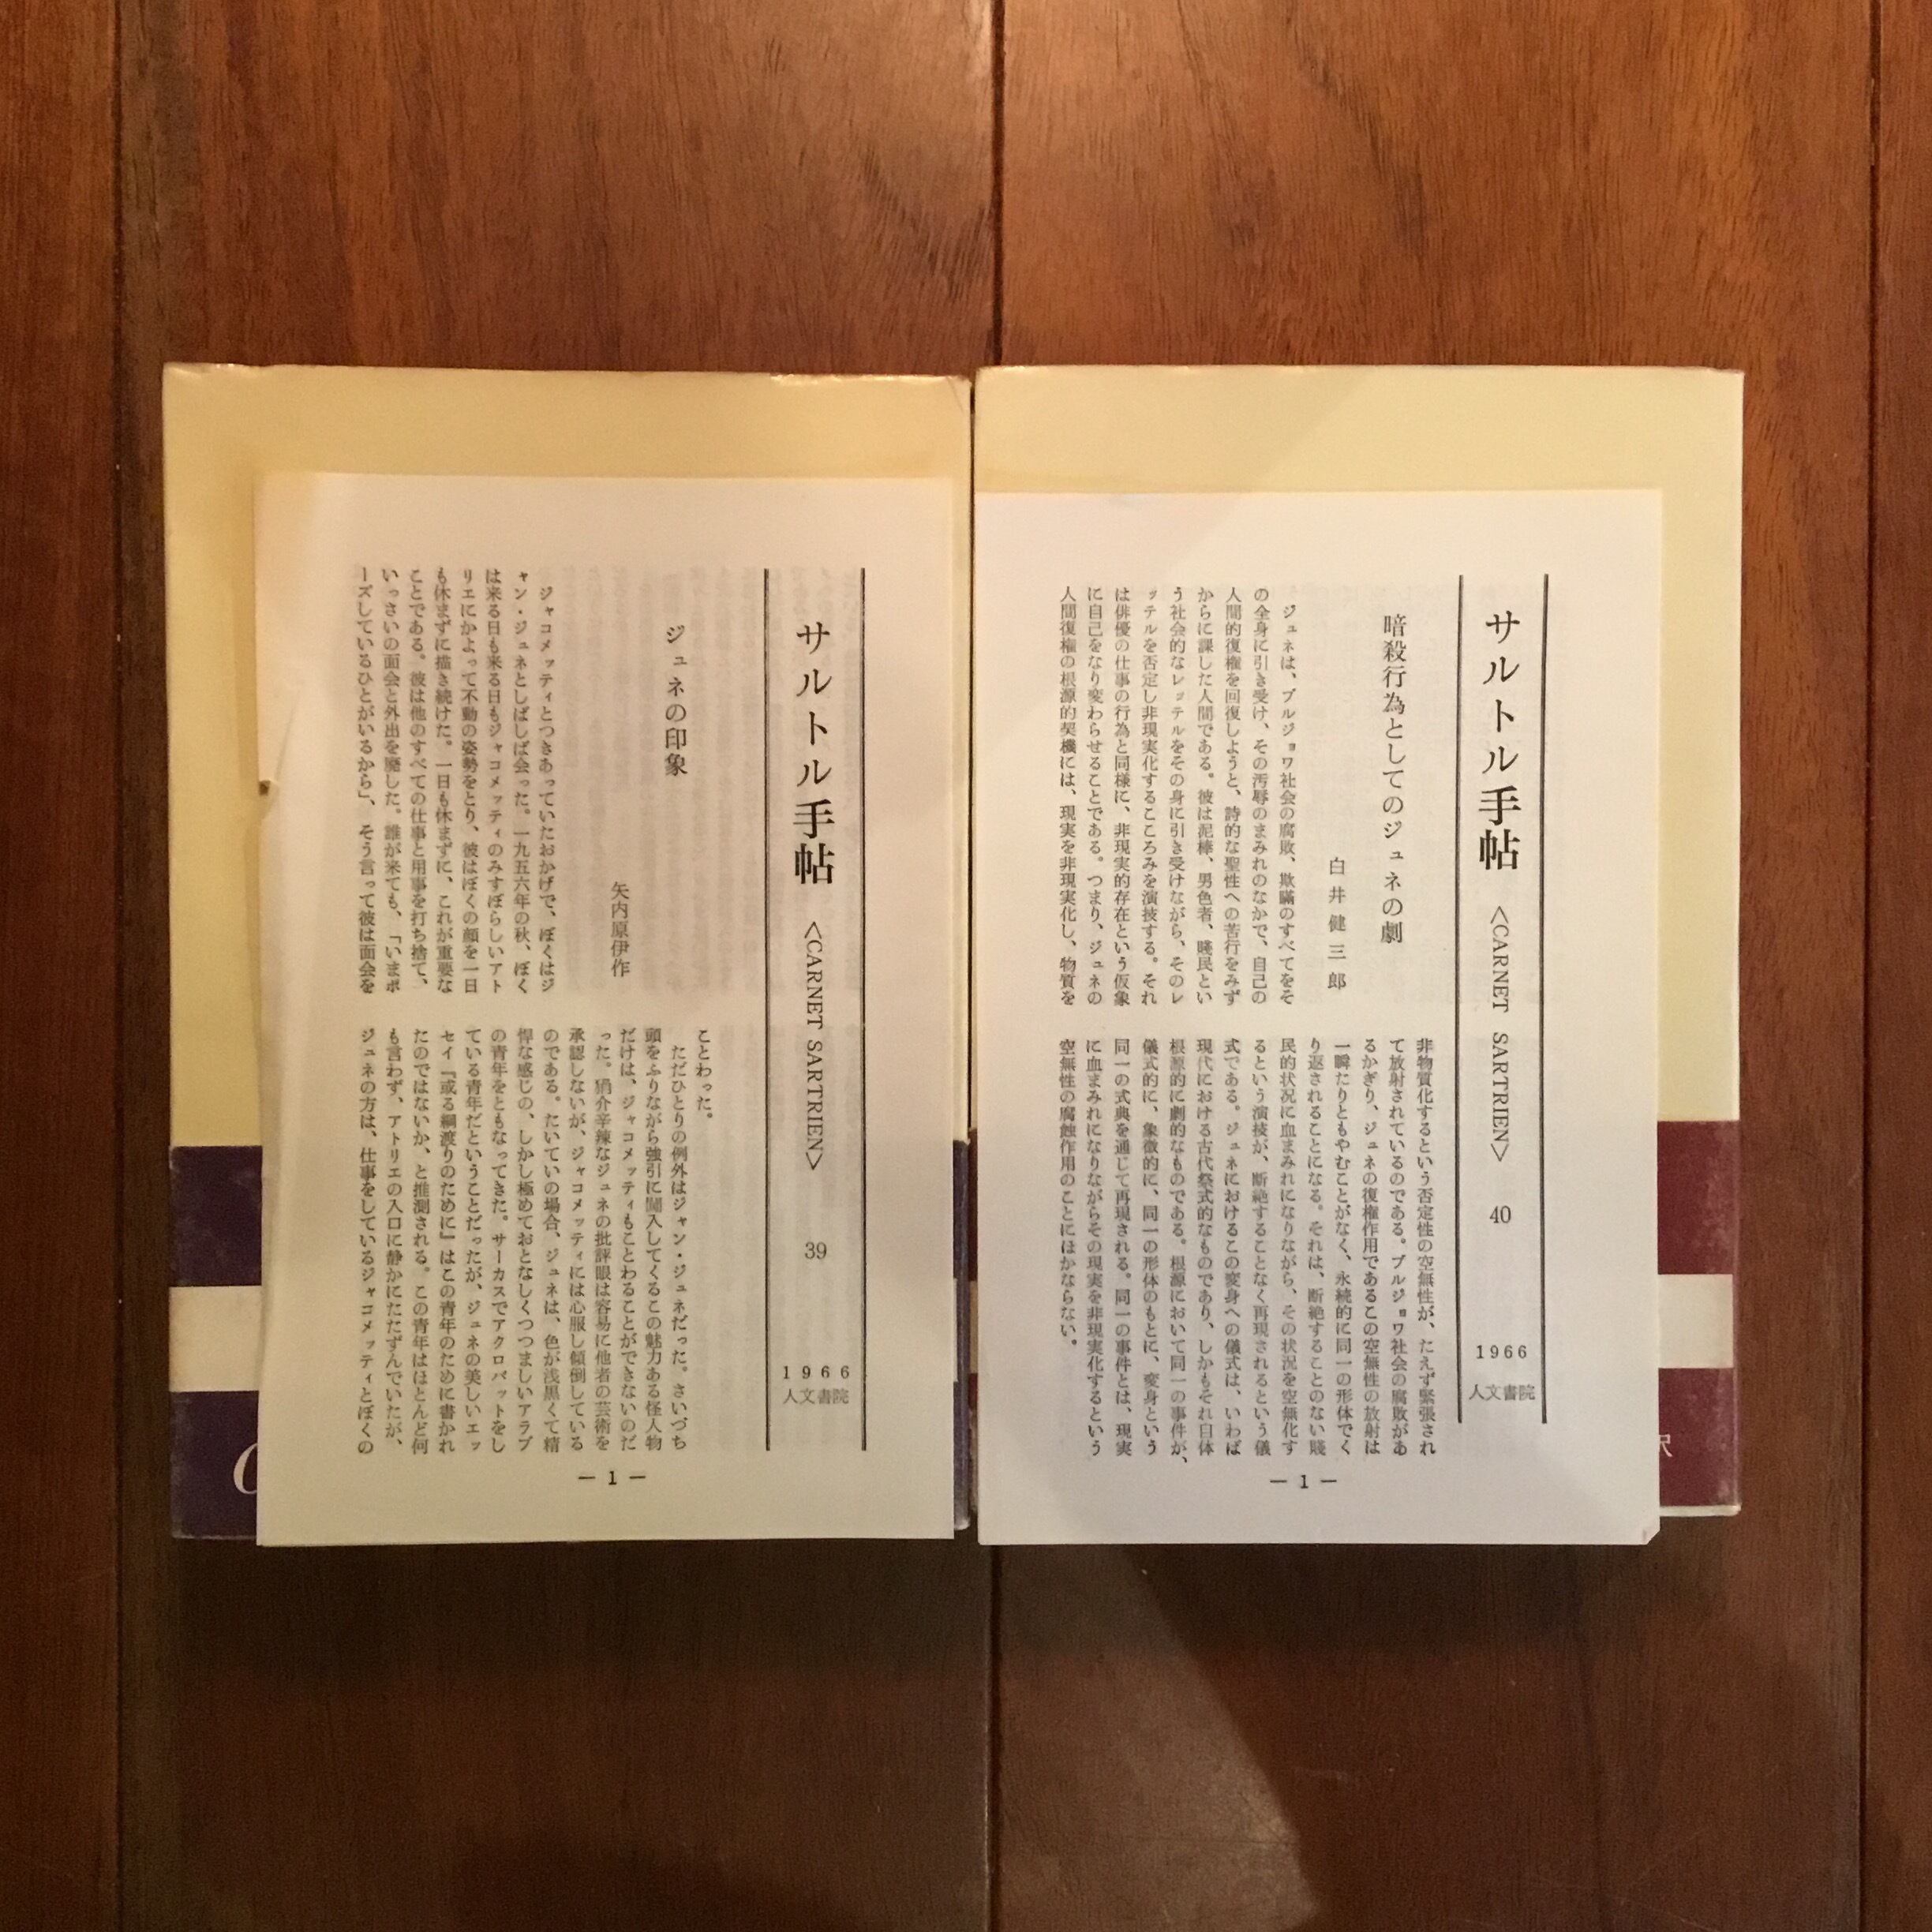 サルトル手帖 <CARNET SARTRIEN> 40 1966 人文書院
暗殺行為としてのジュネの劇
白井健三郎
ジュネは、ブルジョワ社会の腐敗、欺瞞のすべてをそ
の全身に引き受け、その汚辱のまみれのなかで、自己の
人間的復権を回復しようと、詩的な聖性への苦行をみず
からに課した人間である。彼は泥棒、男色者、賤民とい
う社会的なレッテルをその身に引き受けながら、そのレ
ッテルを否定し非現実化するこころみを演技する。それ
は俳優の仕事の行為と同様に、非現実的存在という仮象
に自己をなり変わらせることである。つまり、ジュネの
人間復権の根源的契機には、現実を非現実化し、物質を
非物質化するという否定性の空無性が、たえず緊張され
て放射されているのである。ブルジョワ社会の腐敗があ
るかぎり、ジュネの復権作用であるこの空無性の放射は
一瞬たりともやむことがなく、永続的に同一の形体でく
り返されることになる。それは、断絶することのない賤
民的状況に血まみれになりながら、その状況を空無化す
るという演技が、断絶することなく再現されるという儀
式である。ジュネにおけるこの変身への儀式は、いわば
現代における古代祭式的なものであり、しかもそれ自体
根源的に劇的なものである。根源において同一の事件が、
儀式的に、象徴的に、同一の形体のもとに、変身という
同一の式典を通じて再現される。同一の事件とは、現実
に血まみれになりながらその現実を非現実化するという
空無性の腐蝕作用のことにほかならない。
— 1 —
訳
サルトル手帖 <CARNET SARTRIEN> 39 1966 人文書院
ジュネの印象
矢内原伊作
ジャコメッティとつきあっていたおかげで、ぼくはジ
ャン・ジュネとしばしば会った。一九五六年の秋、ぼく
は来る日も来る日もジャコメッティのみすぼらしいアト
リエにかよって不動の姿勢をとり、彼はぼくの顔を一日
も休まずに描き続けた。一日も休まずに、これが重要な
ことである。彼は他のすべての仕事と用事を打ち捨て、
いっさいの面会と外出を廃した。誰が来ても、「いまポ
ーズしているひとがいるから」、そう言って彼は面会を
ことわった。
ただひとりの例外はジャン・ジュネだった。さいづち
頭をふりながら強引に闖入してくるこの魅力ある怪人物
だけは、ジャコメッティもことわることができないのだ
った。狷介辛辣なジュネの批評眼は容易に他者の芸術を
承認しないが、ジャコメッティには心服し傾倒している
のである。たいていの場合、ジュネは、色が浅黒くて精
悍な感じの、しかし極めておとなしくつつましいアラブ
の青年をともなってきた。サーカスでアクロバットをし
ている青年だということだったが、ジュネの美しいエッ
セイ『或る綱渡りのために』はこの青年のために書かれ
たのではないか、と推測される。この青年はほとんど何
も言わず、アトリエの入口に静かにたたずんでいたが、
ジュネの方は、仕事をしているジャコメッティとぼくの
— 1 —